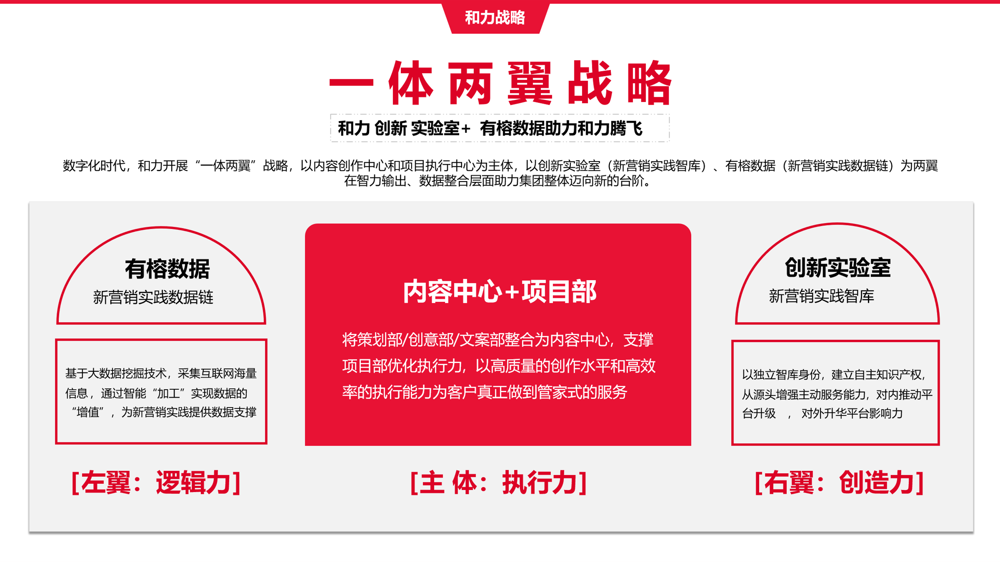 和力战略
一体两翼战略
和力 创新 实验室+ 有榕数据助力和力腾飞
数字化时代，和力开展“一体两翼”战略，以内容创作中心和项目执行中心为主体，以创新实验室（新营销实践智库）、有榕数据（新营销实践数据链）为两翼
在智力输出、数据整合层面助力集团整体迈向新的台阶。
有榕数据
新营销实践数据链
基于大数据挖掘技术，采集互联网海量
信息，通过智能“加工”实现数据的
“增值”，为新营销实践提供数据支撑
[左翼：逻辑力]
内容中心+项目部
将策划部/创意部/文案部整合为内容中心，支撑
项目部优化执行力，以高质量的创作水平和高效
率的执行能力为客户真正做到管家式的服务
[主 体：执行力]
创新实验室
新营销实践智库
以独立智库身份，建立自主知识产权，
从源头增强主动服务能力，对内推动平
台升级 ， 对外升华平台影响力
[右翼：创造力]